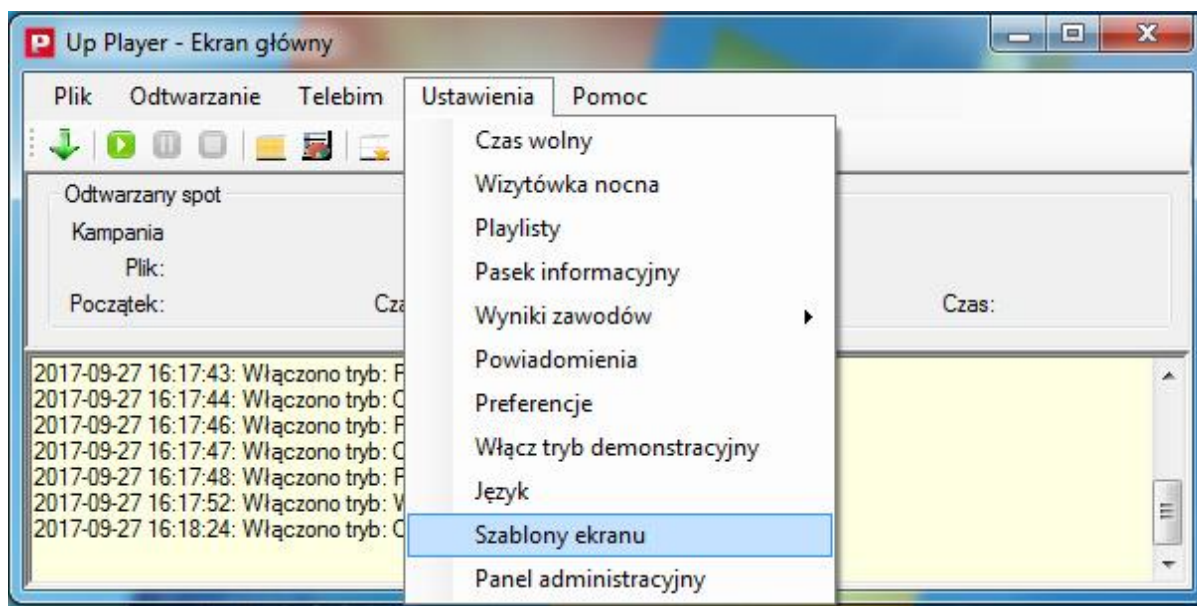 Up Player - Ekran główny
Plik Odtwarzanie Telebim Ustawienia Pomoc
Czas wolny
Wizytówka nocna
Playlisty
Pasek informacyjny
Wyniki zawodów
Powiadomienia
Preferencje
Włącz tryb demonstracyjny
Język
Szablony ekranu
Panel administracyjny
Odtwarzany spot
Kampania
Plik:
Początek: Czas:
2017-09-27 16:17:43: Włączono tryb:
2017-09-27 16:17:44: Włączono tryb:
2017-09-27 16:17:46: Włączono tryb:
2017-09-27 16:17:47: Włączono tryb:
2017-09-27 16:17:48: Włączono tryb:
2017-09-27 16:17:52: Włączono tryb:
2017-09-27 16:18:24: Włączono tryb: